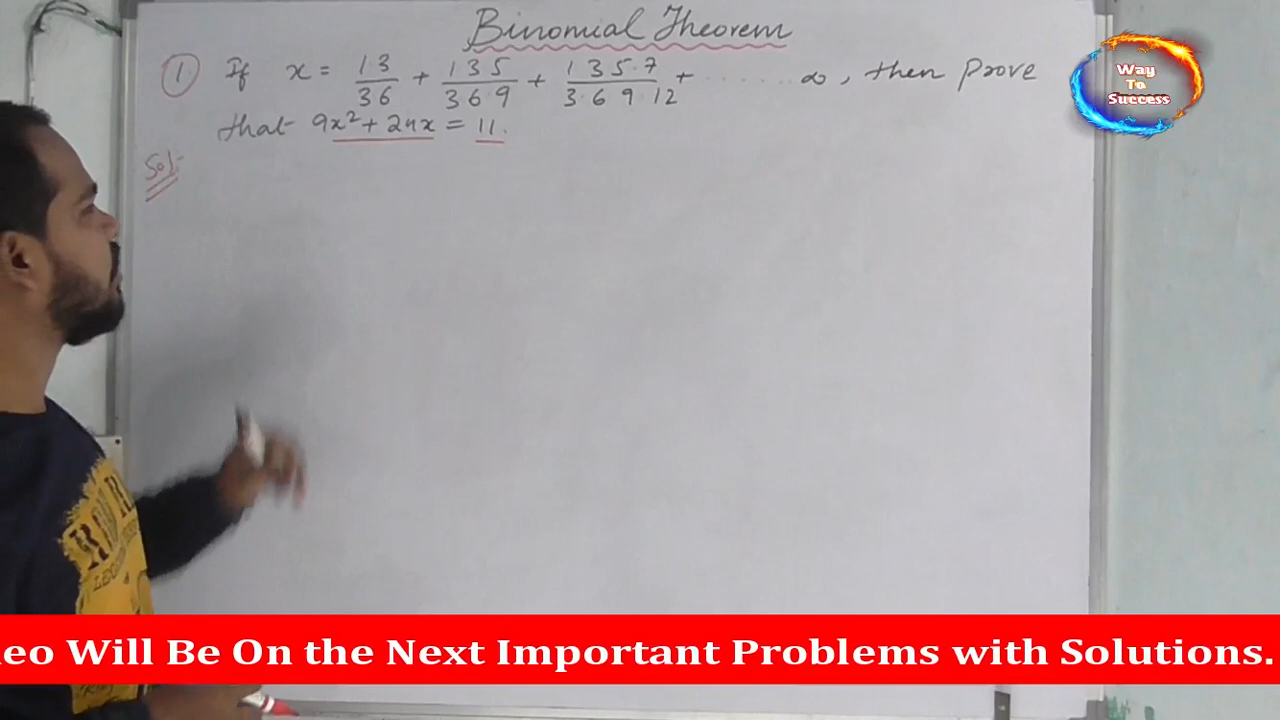 Binomial Theorem
1. If x = 1 3 / 3 6 + 1 3 5 / 3 6 · 9 + 1 3 5 · 7 / 3 · 6 9 · 12 + ....... ∞, then Prove
that 9x² + 24x = 11.
Sol:-
Way
To
Success
eo Will Be On the Next Important Problems with Solutions.